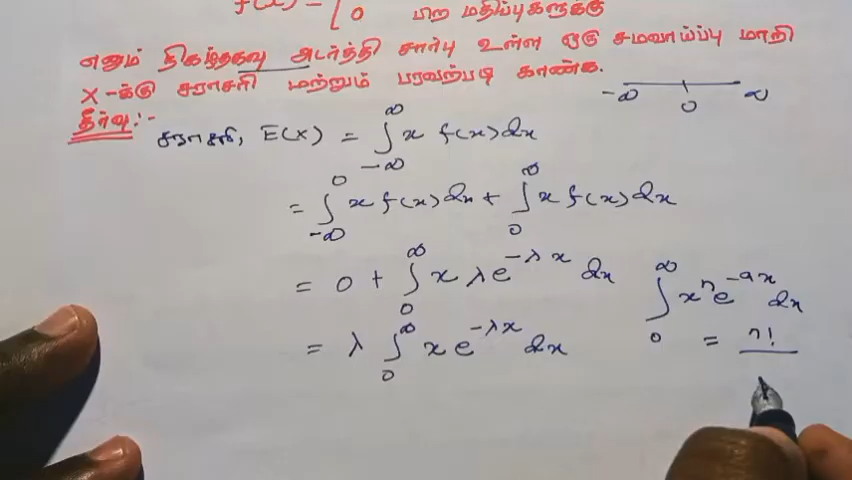 f(x) = [ 0 பிற மதிப்புகளுக்கு
எனும் நிகழ்தகவு அடர்த்தி சார்பு உள்ள ஒரு சமவாய்ப்பு மாறி
X-க்கு சராசரி மற்றும் பரவற்படி காண்க.
-∞ 0 ∞
தீர்வு:-
சராசரி, E(X) = ∫_{-∞}^{∞} x f(x) dx
= ∫_{-∞}^{0} x f(x) dx + ∫_{0}^{∞} x f(x) dx
= 0 + ∫_{0}^{∞} x λ e^{-λx} dx
∫_{0}^{∞} x^n e^{-ax} dx
= n!
= λ ∫_{0}^{∞} x e^{-λx} dx